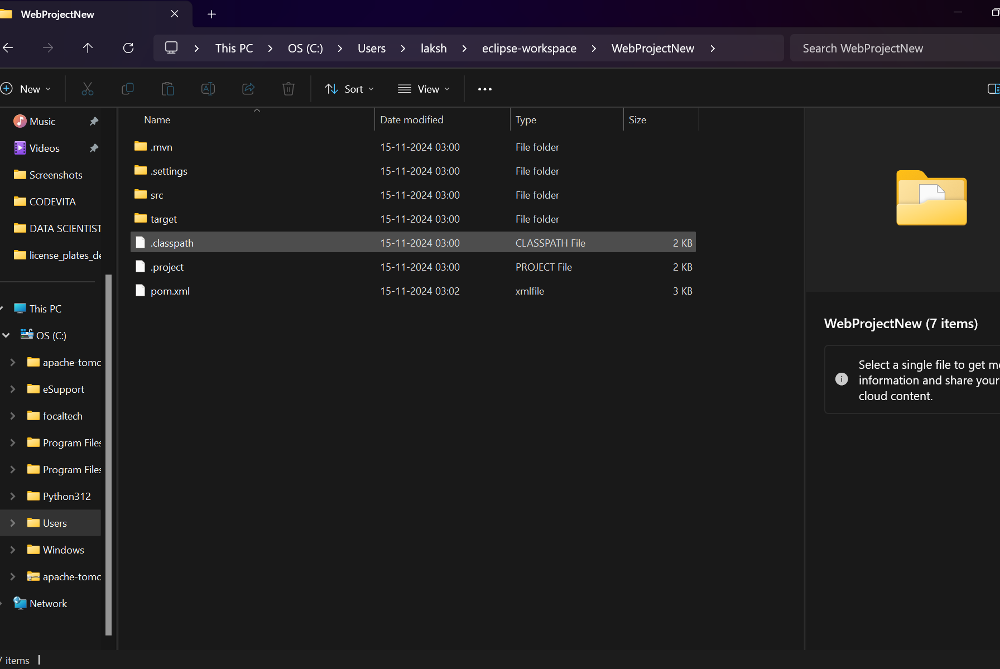 WebProjectNew
This PC > OS (C:) > Users > laksh > eclipse-workspace > WebProjectNew >
Search WebProjectNew
New
Sort
View
Music
Videos
Screenshots
CODEVITA
DATA SCIENTIST
license_plates_de
This PC
OS (C:)
apache-tomc
eSupport
focaltech
Program Files
Program Files
Python312
Users
Windows
apache-tomc
Network
Name Date modified Type Size
.mvn 15-11-2024 03:00 File folder
.settings 15-11-2024 03:00 File folder
src 15-11-2024 03:00 File folder
target 15-11-2024 03:00 File folder
.classpath 15-11-2024 03:00 CLASSPATH File 2 KB
.project 15-11-2024 03:00 PROJECT File 2 KB
pom.xml 15-11-2024 03:02 xmlfile 3 KB
WebProjectNew (7 items)
Select a single file to get m
information and share your
cloud content.
7 items